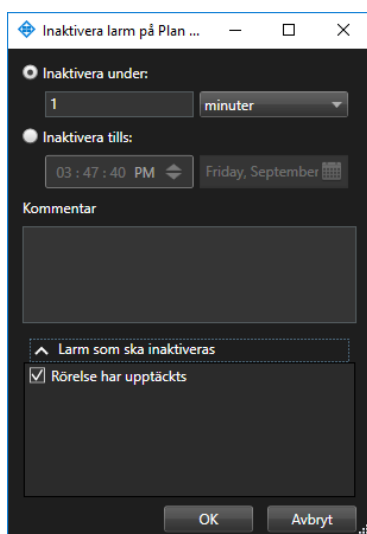 Inaktivera larm på Plan ...
Inaktivera under:
1 minuter
Inaktivera tills:
03 : 47 : 40 PM Friday, September
Kommentar
Larm som ska inaktiveras
Rörelse har upptäckts
OK Avbryt